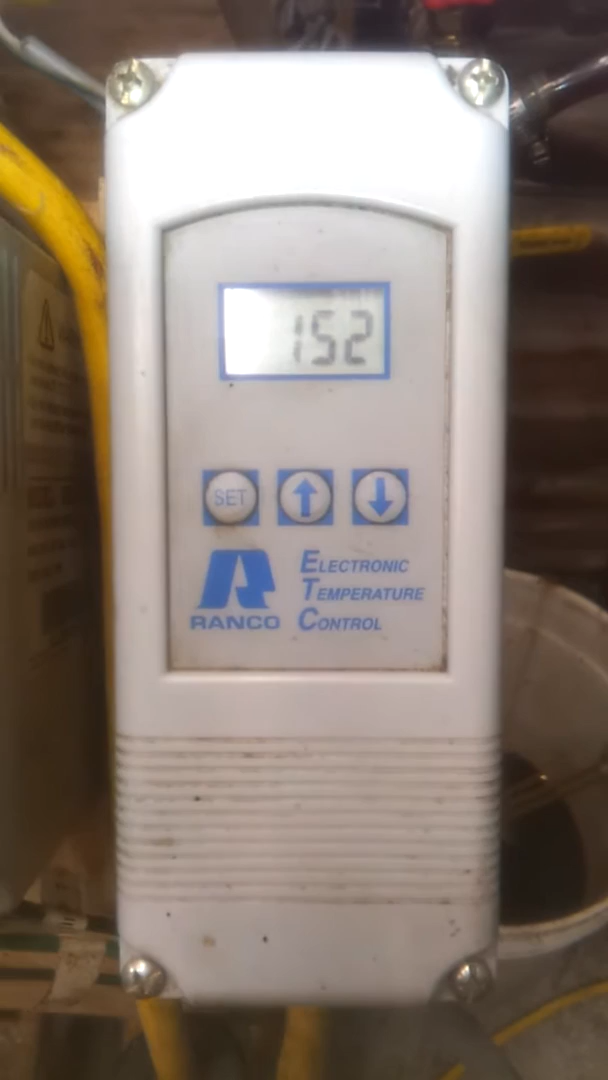 152
SET
RANCO
ELECTRONIC
TEMPERATURE
CONTROL